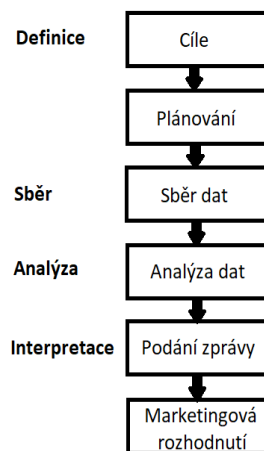 Definice
Cíle
Plánování
Sběr
Sběr dat
Analýza
Analýza dat
Interpretace
Podání zprávy
Marketingová
rozhodnutí